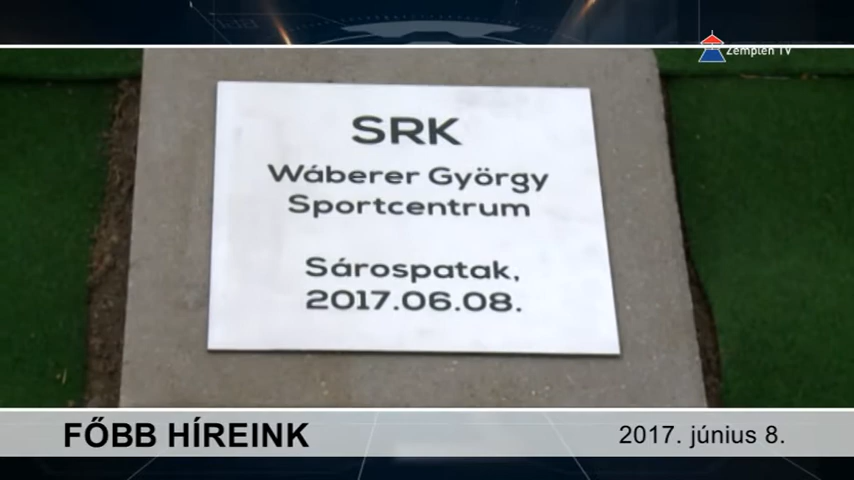 Zemplén TV
SRK
Wáberer György
Sportcentrum
Sárospatak,
2017.06.08.
FŐBB HÍREINK
2017. június 8.